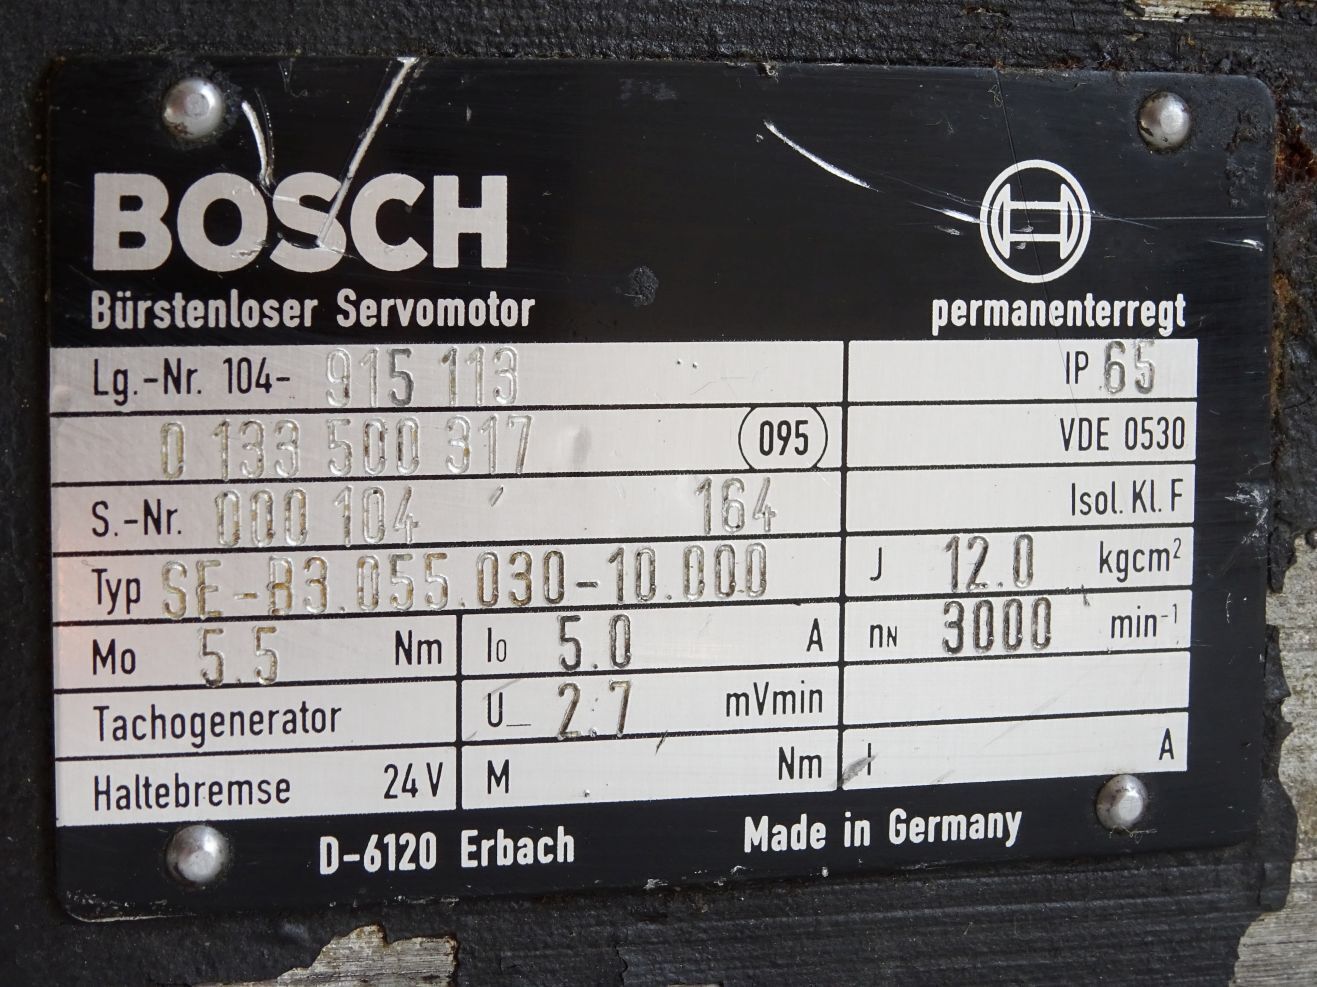 BOSCH
Bürstenloser Servomotor
permanenterregt
Lg.-Nr. 104- 915 113
IP 65
0 133 500 317
095
VDE 0530
S.-Nr. 000 104 164
Isol. Kl. F
Typ SE-B3.055.030-10.000
J 12.0 kgcm²
Mo 5.5 Nm
I0 5.0 A
nN 3000 min-1
Tachogenerator
U_ 2.7 mVmin
Haltebremse 24V
M Nm
I A
D-6120 Erbach
Made in Germany